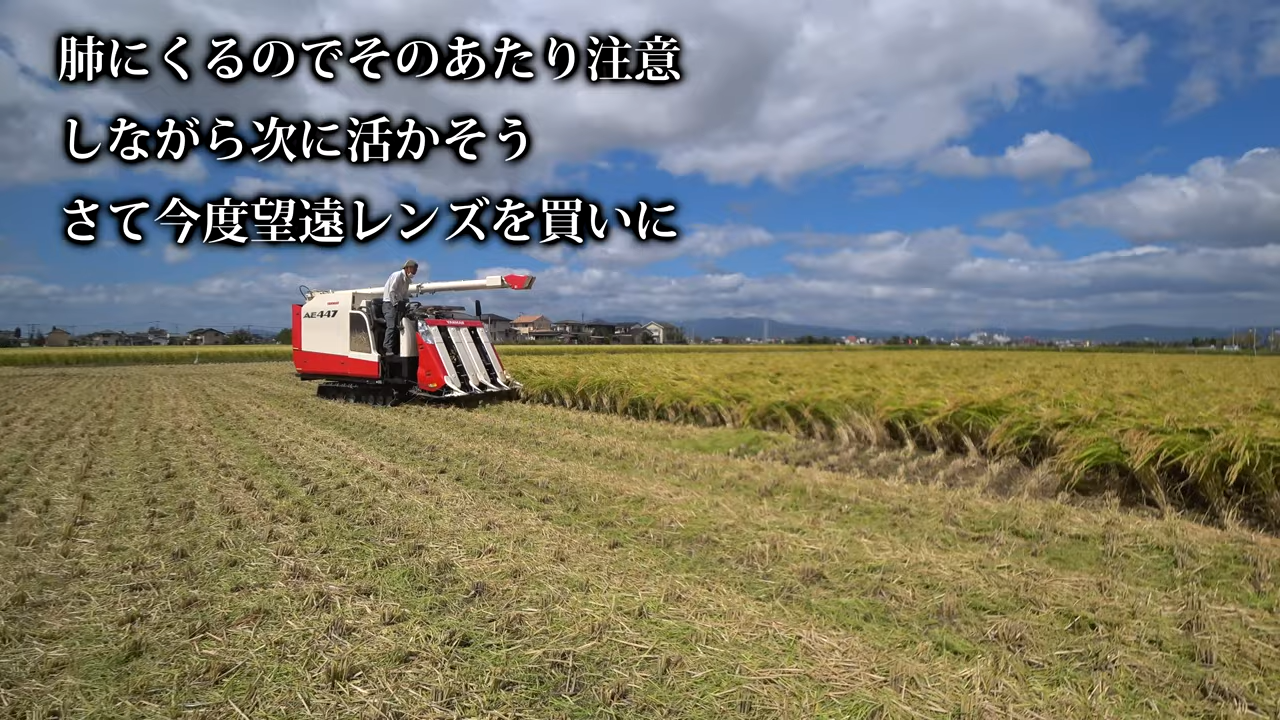 肺にくるのでそのあたり注意
しながら次に活かそう
さて今度望遠レンズを買いに
AE447
YANMAR